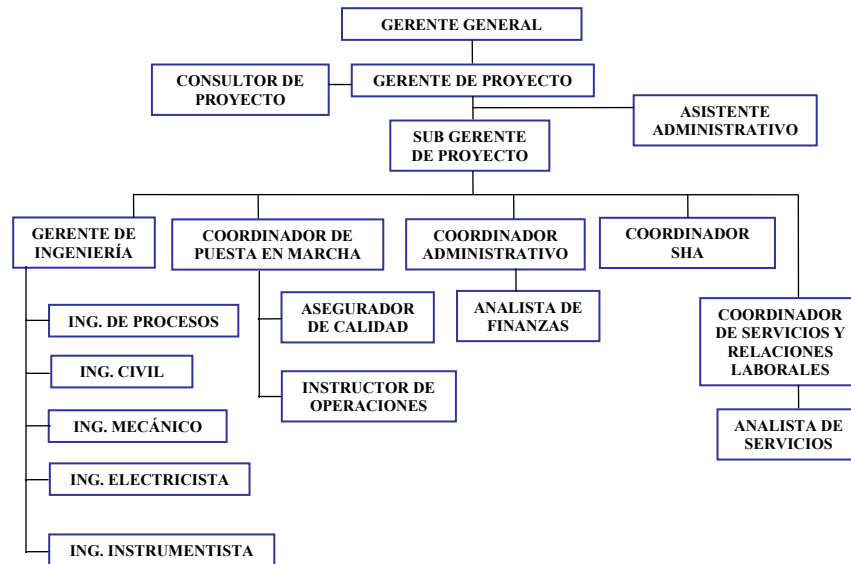 GERENTE GENERAL
CONSULTOR DE
PROYECTO
GERENTE DE PROYECTO
ASISTENTE
ADMINISTRATIVO
SUB GERENTE
DE PROYECTO
GERENTE DE
INGENIERÍA
COORDINADOR DE
PUESTA EN MARCHA
COORDINADOR
ADMINISTRATIVO
COORDINADOR
SHA
ING. DE PROCESOS
ING. CIVIL
ING. MECÁNICO
ING. ELECTRICISTA
ING. INSTRUMENTISTA
ASEGURADOR
DE CALIDAD
INSTRUCTOR DE
OPERACIONES
ANALISTA DE
FINANZAS
COORDINADOR
DE SERVICIOS Y
RELACIONES
LABORALES
ANALISTA DE
SERVICIOS